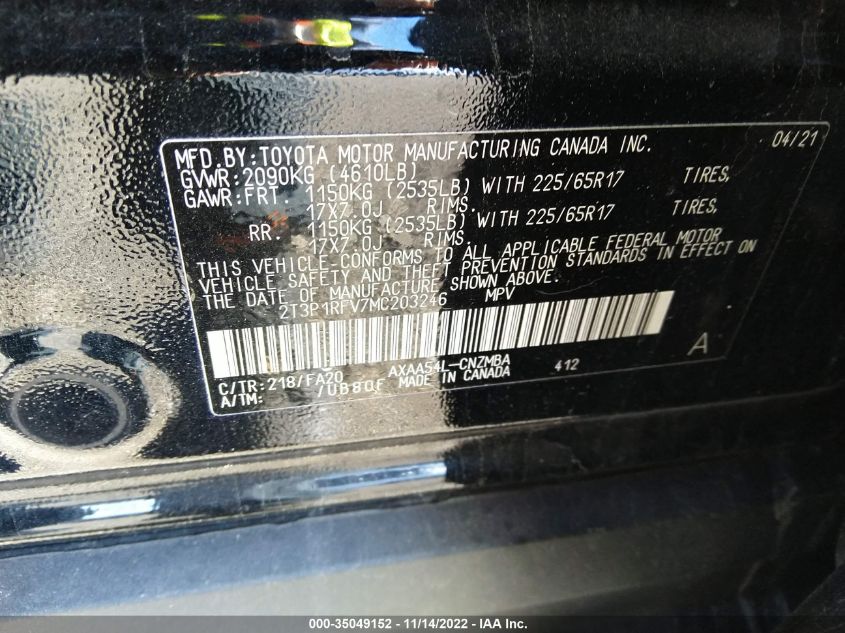 MFD.BY:TOYOTA MOTOR MANUFACTURING CANADA INC. 04/21
GVWR:2090KG (4610LB)
GAWR:FRT. 1150KG (2535LB) WITH 225/65R17 TIRES,
17X7.0J RIMS.
RR. 1150KG (2535LB) WITH 225/65R17 TIRES,
17X7.0J RIMS.
THIS VEHICLE CONFORMS TO ALL APPLICABLE FEDERAL MOTOR
VEHICLE SAFETY AND THEFT PREVENTION STANDARDS IN EFFECT ON
THE DATE OF MANUFACTURE SHOWN ABOVE.
2T3P1RFV7MC203246 MPV
A
C/TR:218/FA20 AXAA54L-CNZMBA 412
A/TM: /UB80F MADE IN CANADA
000-35049152 - 11/14/2022 - IAA Inc.